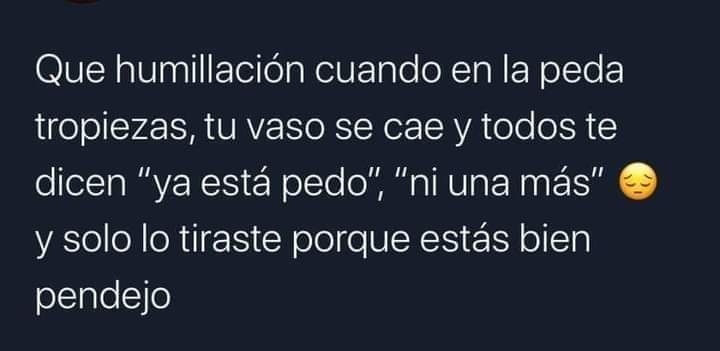 Que humillación cuando en la peda
tropiezas, tu vaso se cae y todos te
dicen “ya está pedo”, “ni una más” 😔
y solo lo tiraste porque estás bien
pendejo